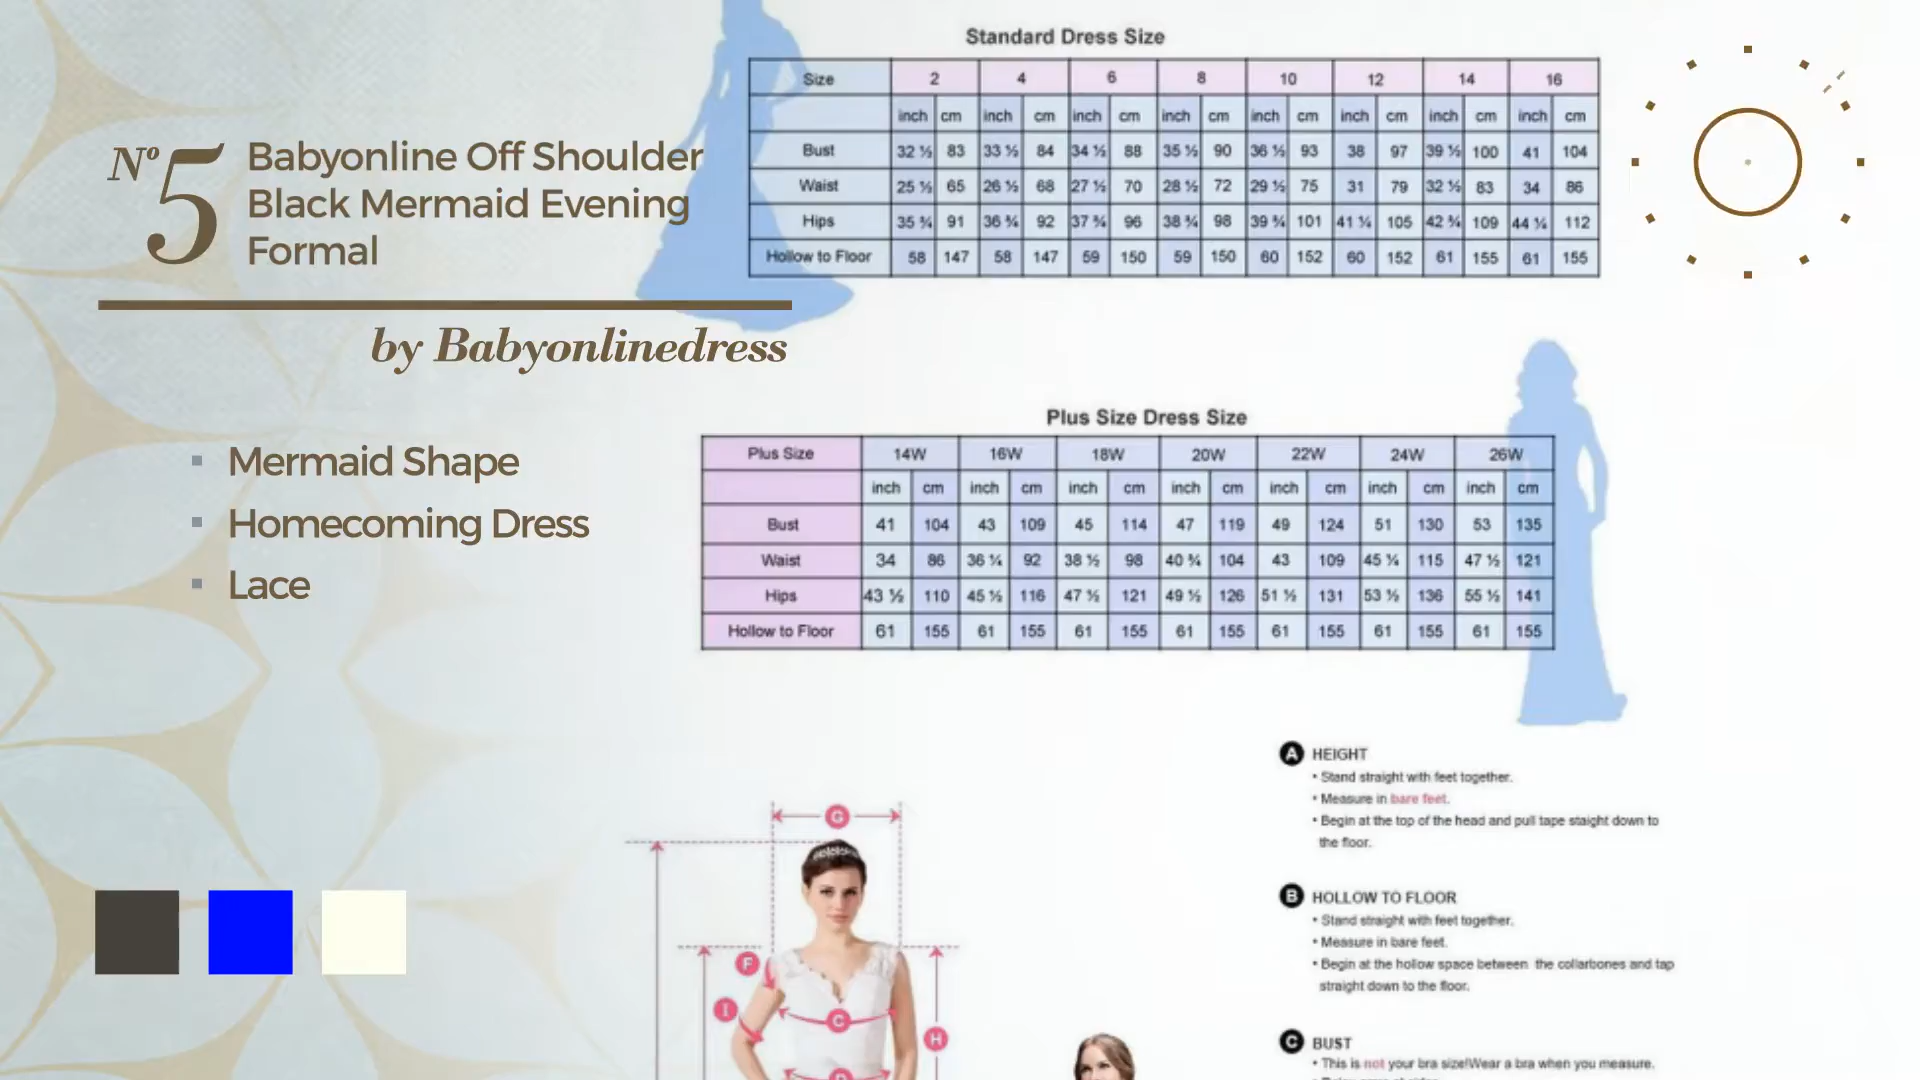 Nº5
Babyonline Off Shoulder
Black Mermaid Evening
Formal
by Babyonlinedress
Mermaid Shape
Homecoming Dress
Lace
Standard Dress Size
Size 2 4 6 8 10 12 14 16
inch cm inch cm inch cm inch cm inch cm inch cm inch cm inch cm
Bust 32 ½ 83 33 ½ 84 34 ½ 88 35 ½ 90 36 ½ 93 38 97 39 ½ 100 41 104
Waist 25 ½ 65 26 ½ 68 27 ½ 70 28 ½ 72 29 ½ 75 31 79 32 ½ 83 34 86
Hips 35 ¾ 91 36 ¾ 92 37 ¾ 96 38 ¾ 98 39 ¾ 101 41 ¼ 105 42 ¾ 109 44 ¼ 112
Hollow to Floor 58 147 58 147 59 150 59 150 60 152 60 152 61 155 61 155
Plus Size Dress Size
Plus Size 14W 16W 18W 20W 22W 24W 26W
inch cm inch cm inch cm inch cm inch cm inch cm inch cm
Bust 41 104 43 109 45 114 47 119 49 124 51 130 53 135
Waist 34 86 36 ¼ 92 38 ½ 98 40 ¾ 104 43 109 45 ¼ 115 47 ½ 121
Hips 43 ½ 110 45 ½ 116 47 ½ 121 49 ½ 126 51 ½ 131 53 ½ 136 55 ½ 141
Hollow to Floor 61 155 61 155 61 155 61 155 61 155 61 155 61 155
A HEIGHT
• Stand straight with feet together.
• Measure in bare feet.
• Begin at the top of the head and pull tape staight down to
the floor.
B HOLLOW TO FLOOR
• Stand straight with feet together.
• Measure in bare feet.
• Begin at the hollow space between the collarbones and tap
straight down to the floor.
C BUST
• This is not your bra size!Wear a bra when you measure.
G
F
I
C
H